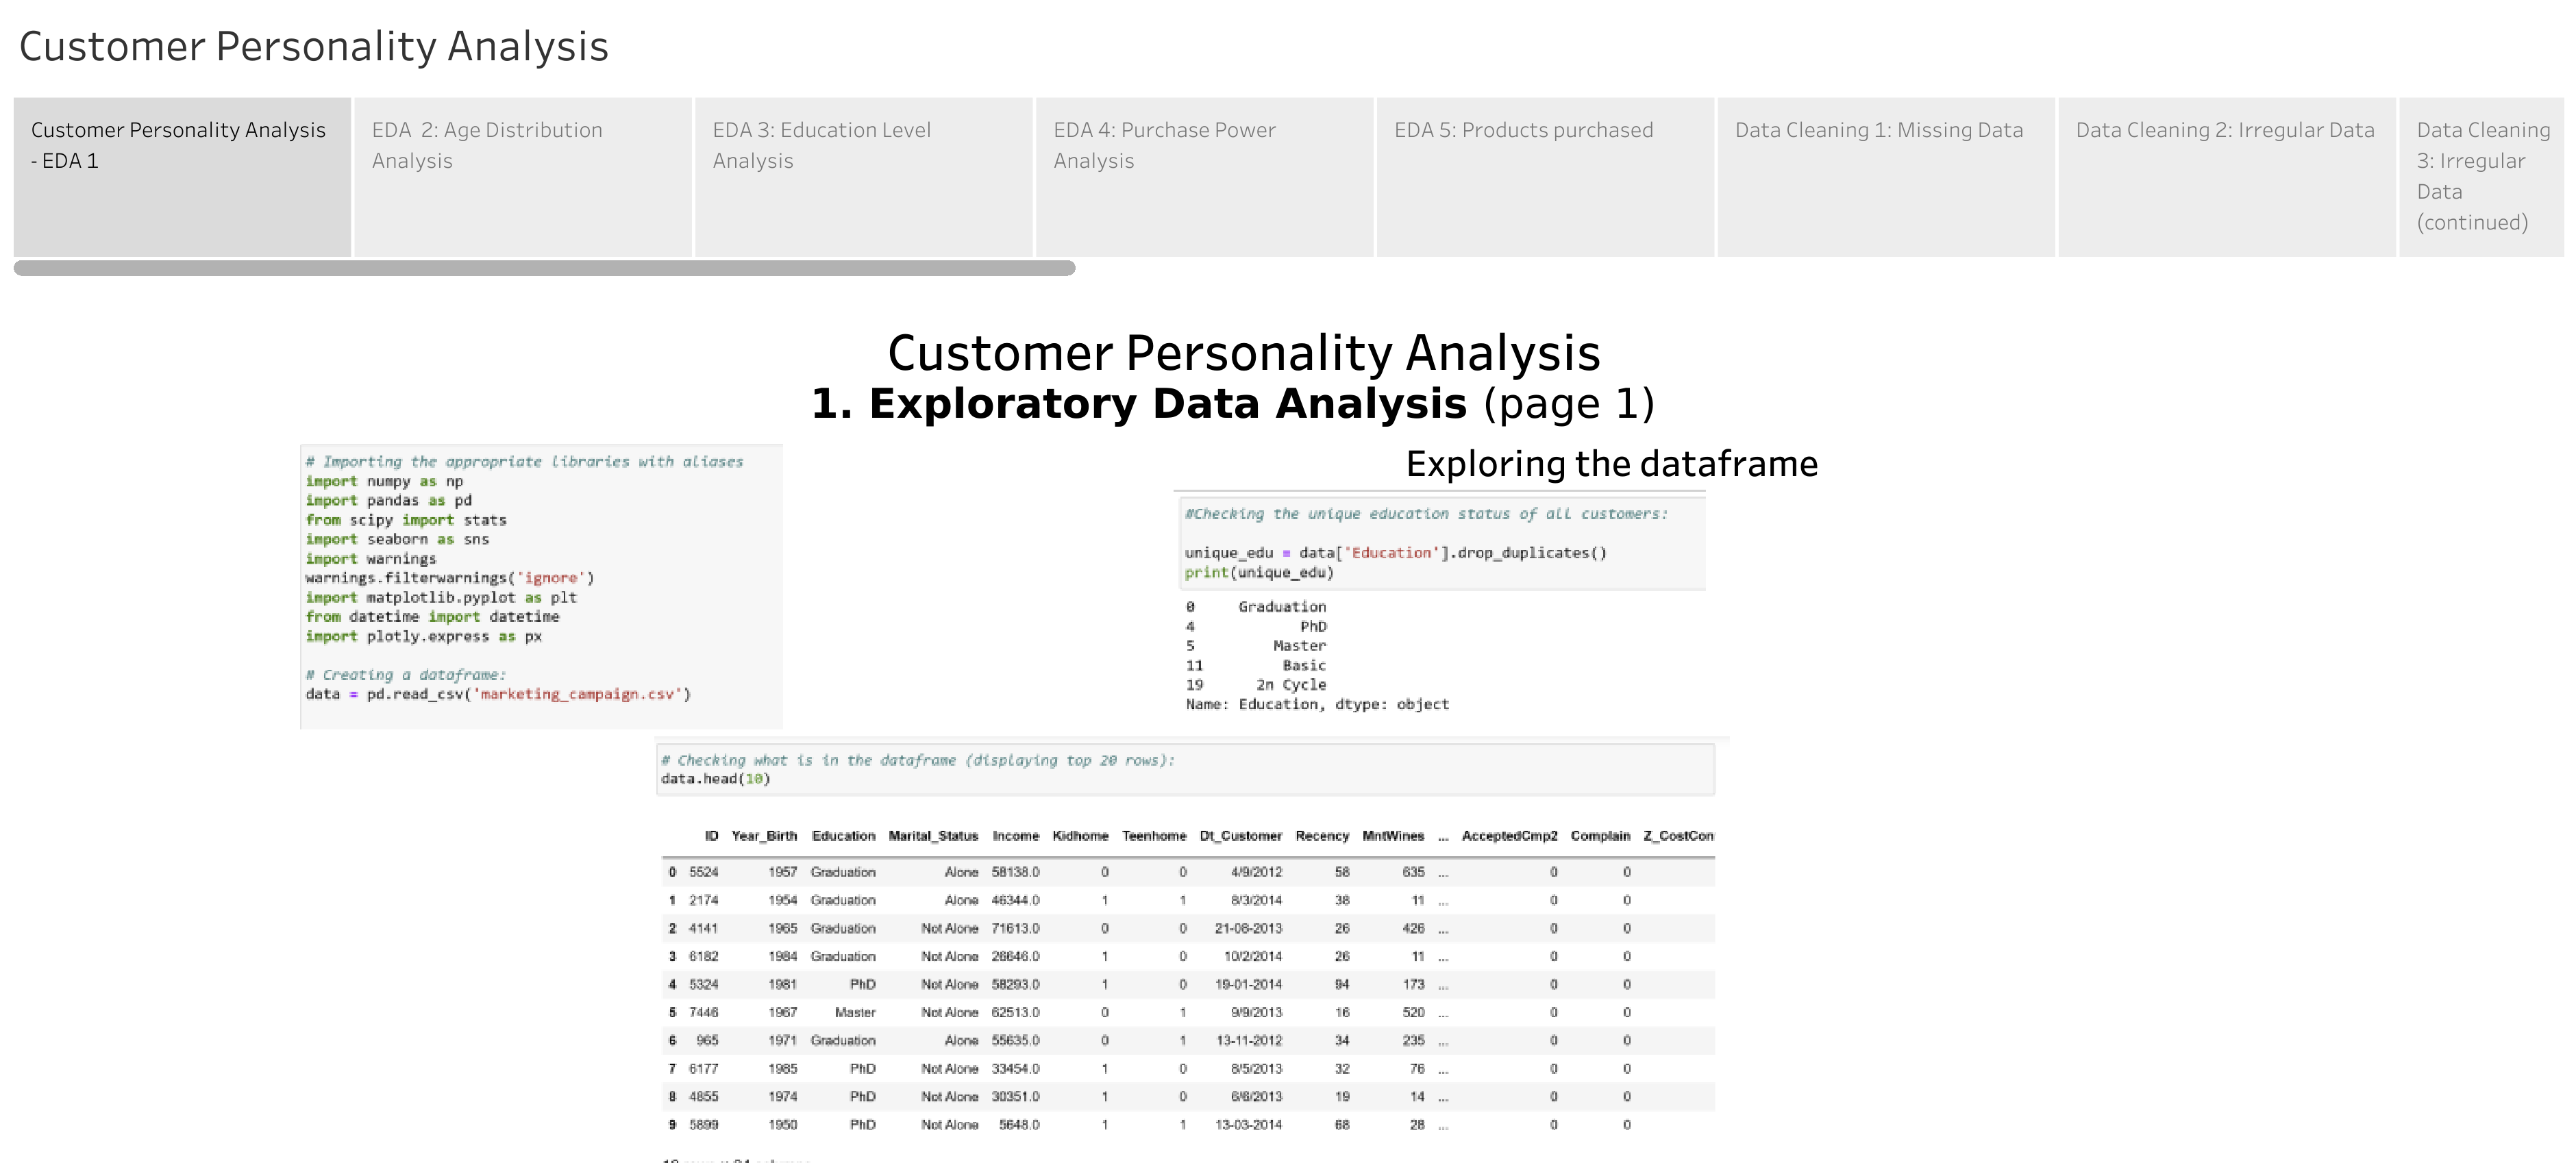 Customer Personality Analysis
Customer Personality Analysis
- EDA 1
EDA  2: Age Distribution
Analysis
EDA 3: Education Level
Analysis
EDA 4: Purchase Power
Analysis
EDA 5: Products purchased
Data Cleaning 1: Missing Data
Data Cleaning 2: Irregular Data
Data Cleaning
3: Irregular
Data
(continued)
Customer Personality Analysis
1. Exploratory Data Analysis (page 1)
# Importing the appropriate libraries with aliases
import numpy as np
import pandas as pd
from scipy import stats
import seaborn as sns
import warnings
warnings.filterwarnings('ignore')
import matplotlib.pyplot as plt
from datetime import datetime
import plotly.express as px
# Creating a dataframe:
data = pd.read_csv('marketing_campaign.csv')
Exploring the dataframe
#Checking the unique education status of all customers:
unique_edu = data['Education'].drop_duplicates()
print(unique_edu)
0 Graduation
4 PhD
5 Master
11 Basic
19 2n Cycle
Name: Education, dtype: object
# Checking what is in the dataframe (displaying top 20 rows):
data.head(10)
ID Year_Birth Education Marital_Status Income Kidhome Teenhome Dt_Customer Recency MntWines ... AcceptedCmp2 Complain Z_CostCon
0 5524 1957 Graduation Alone 58138.0 0 0 4/9/2012 58 635 ... 0 0
1 2174 1954 Graduation Alone 46344.0 1 1 8/3/2014 38 11 ... 0 0
2 4141 1965 Graduation Not Alone 71613.0 0 0 21-08-2013 26 426 ... 0 0
3 6182 1984 Graduation Not Alone 26646.0 1 0 10/2/2014 26 11 ... 0 0
4 5324 1981 PhD Not Alone 58293.0 1 0 19-01-2014 94 173 ... 0 0
5 7446 1967 Master Not Alone 62513.0 0 1 9/9/2013 16 520 ... 0 0
6 965 1971 Graduation Alone 55635.0 0 1 13-11-2012 34 235 ... 0 0
7 6177 1985 PhD Not Alone 33454.0 1 0 8/5/2013 32 76 ... 0 0
8 4855 1974 PhD Not Alone 30351.0 1 0 6/6/2013 19 14 ... 0 0
9 5899 1950 PhD Not Alone 5648.0 1 1 13-03-2014 68 28 ... 0 0